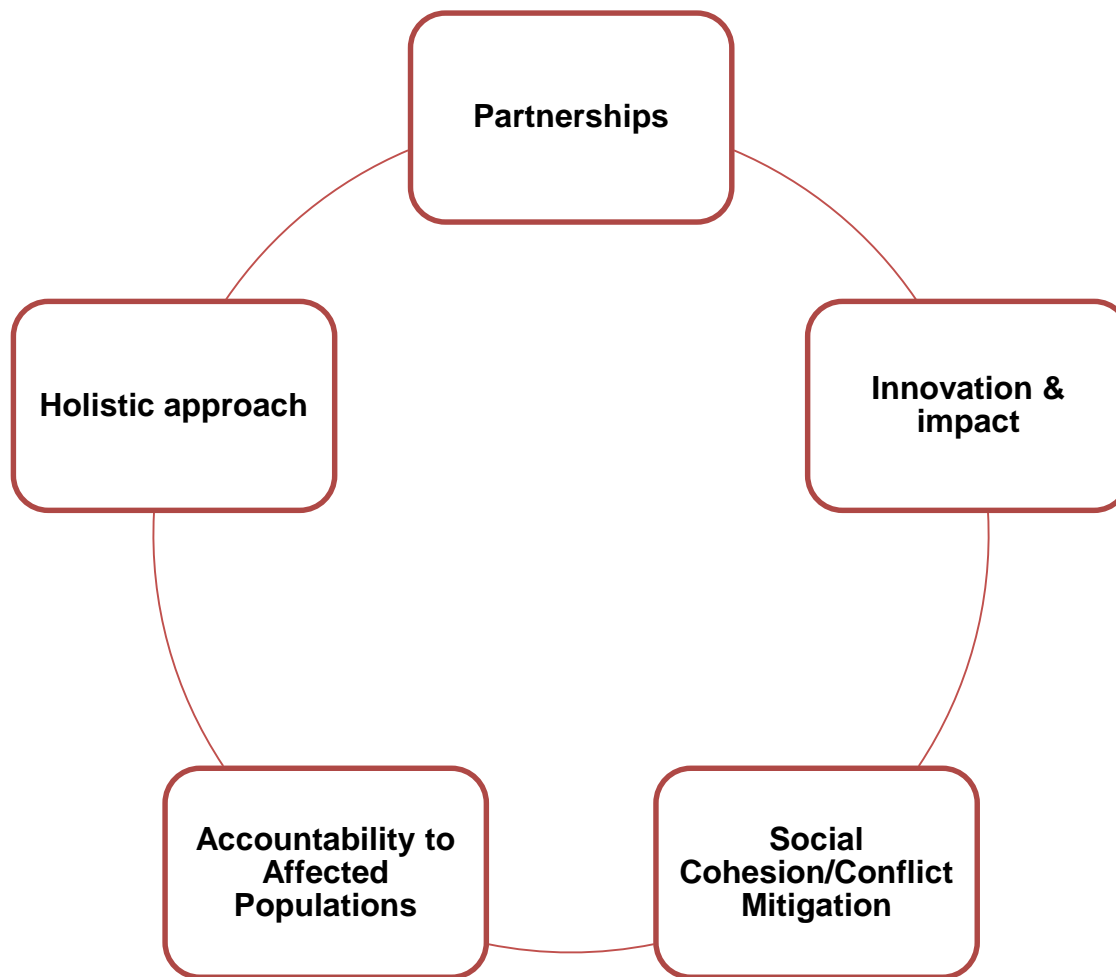 Partnerships
Holistic approach
Innovation &
impact
Accountability to
Affected
Populations
Social
Cohesion/Conflict
Mitigation